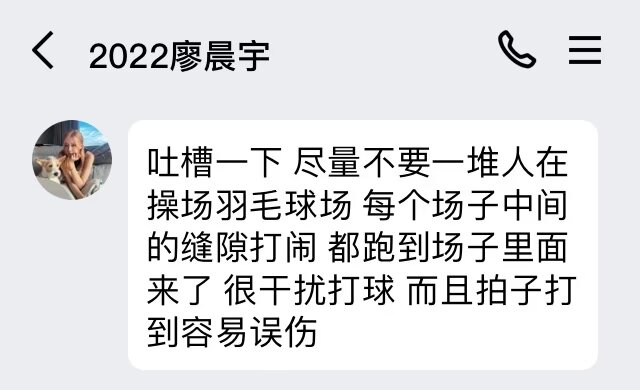 2022廖晨宇
吐槽一下 尽量不要一堆人在
操场羽毛球场 每个场子中间
的缝隙打闹 都跑到场子里面
来了 很干扰打球 而且拍子打
到容易误伤